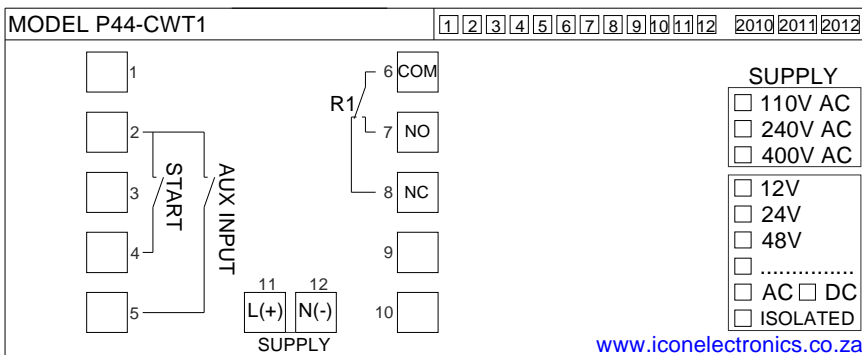 MODEL P44-CWT1
1 2 3 4 5 6 7 8 9 10 11 12 2010 2011 2012
1
2
3
4
5
START
AUX INPUT
R1
6 COM
7 NO
8 NC
9
10
11 12
L(+) N(-)
SUPPLY
SUPPLY
110V AC
240V AC
400V AC
12V
24V
48V
...............
AC DC
ISOLATED
www.iconelectronics.co.za